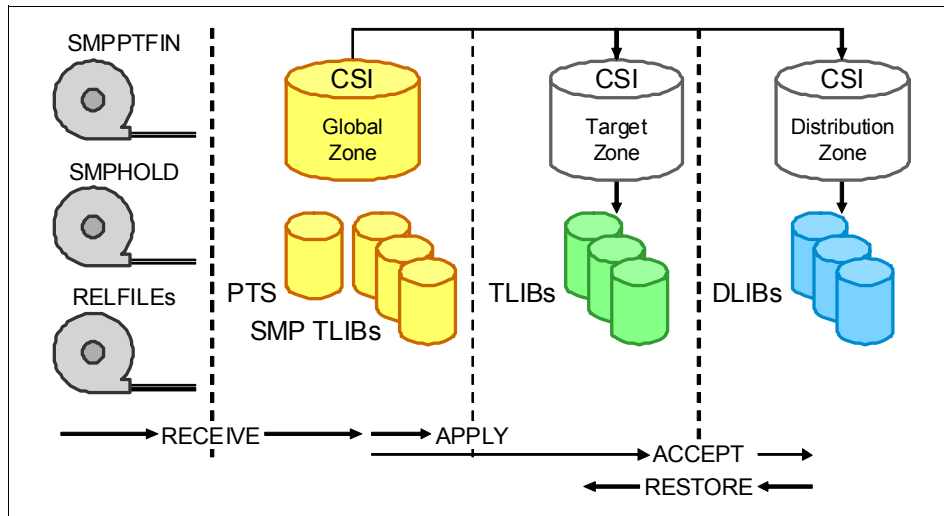 SMPPTFIN
SMPHOLD
RELFILEs
CSI
Global
Zone
PTS
SMP TLIBs
CSI
Target
Zone
TLIBs
CSI
Distribution
Zone
DLIBs
RECEIVE
APPLY
ACCEPT
RESTORE